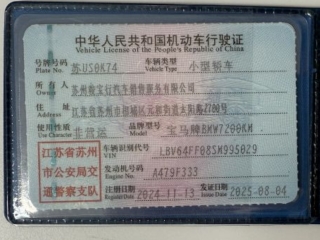 中华人民共和国机动车行驶证
Vehicle License of the People's Republic of China
号牌号码 Plate No. 苏US0K74 车辆类型 Vehicle Type 小型轿车
所有人 Owner 苏州骏宝行汽车销售服务有限公司
住址 Address 江苏省苏州市相城区元和街道太阳路2700号
使用性质 Use Character 非营运 品牌型号 Model 宝马牌BMW7200KM
江苏省苏州市公安局交通警察支队
车辆识别代号 VIN LBV64FF08SM995029
发动机号码 Engine No. A479F333
注册日期 2024-11-13 发证日期 2025-08-04